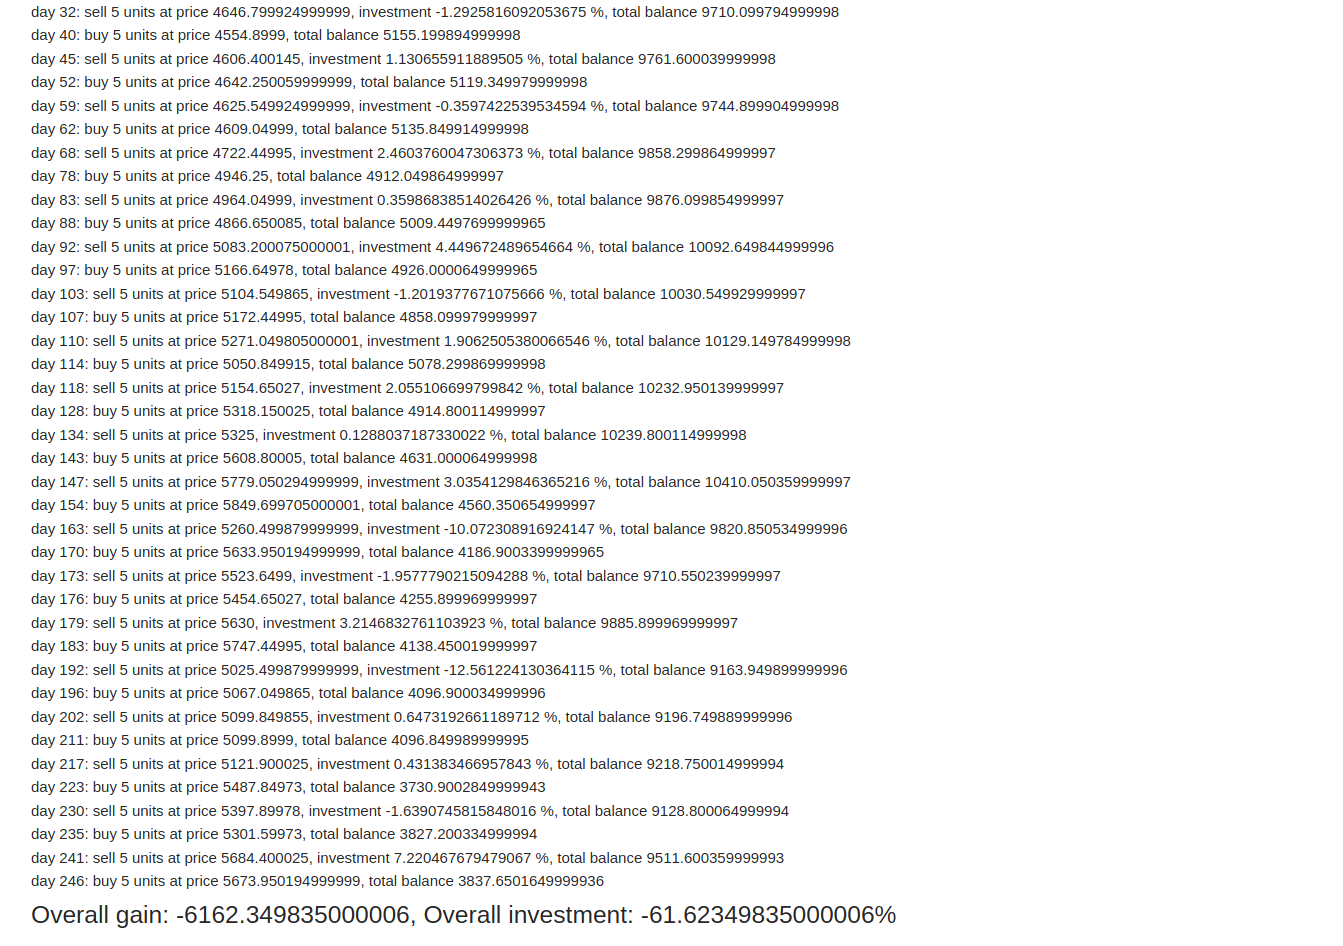 day 32: sell 5 units at price 4646.799924999999, investment -1.2925816092053675 %, total balance 9710.099794999998
day 40: buy 5 units at price 4554.8999, total balance 5155.199894999998
day 45: sell 5 units at price 4606.400145, investment 1.130655911889505 %, total balance 9761.600039999998
day 52: buy 5 units at price 4642.250059999999, total balance 5119.349979999998
day 59: sell 5 units at price 4625.549924999999, investment -0.3597422539534594 %, total balance 9744.899904999998
day 62: buy 5 units at price 4609.04999, total balance 5135.849914999998
day 68: sell 5 units at price 4722.44995, investment 2.4603760047306373 %, total balance 9858.299864999997
day 78: buy 5 units at price 4946.25, total balance 4912.049864999997
day 83: sell 5 units at price 4964.04999, investment 0.35986838514026426 %, total balance 9876.099854999997
day 88: buy 5 units at price 4866.650085, total balance 5009.4497699999965
day 92: sell 5 units at price 5083.200075000001, investment 4.449672489654664 %, total balance 10092.649844999996
day 97: buy 5 units at price 5166.64978, total balance 4926.0000649999965
day 103: sell 5 units at price 5104.549865, investment -1.2019377671075666 %, total balance 10030.549929999997
day 107: buy 5 units at price 5172.44995, total balance 4858.099979999997
day 110: sell 5 units at price 5271.049805000001, investment 1.9062505380066546 %, total balance 10129.149784999998
day 114: buy 5 units at price 5050.849915, total balance 5078.299869999998
day 118: sell 5 units at price 5154.65027, investment 2.055106699799842 %, total balance 10232.950139999997
day 128: buy 5 units at price 5318.150025, total balance 4914.800114999997
day 134: sell 5 units at price 5325, investment 0.1288037187330022 %, total balance 10239.800114999998
day 143: buy 5 units at price 5608.80005, total balance 4631.000064999998
day 147: sell 5 units at price 5779.050294999999, investment 3.0354129846365216 %, total balance 10410.050359999997
day 154: buy 5 units at price 5849.699705000001, total balance 4560.350654999997
day 163: sell 5 units at price 5260.499879999999, investment -10.072308916924147 %, total balance 9820.850534999996
day 170: buy 5 units at price 5633.950194999999, total balance 4186.9003399999965
day 173: sell 5 units at price 5523.6499, investment -1.9577790215094288 %, total balance 9710.550239999997
day 176: buy 5 units at price 5454.65027, total balance 4255.899969999997
day 179: sell 5 units at price 5630, investment 3.2146832761103923 %, total balance 9885.899969999997
day 183: buy 5 units at price 5747.44995, total balance 4138.450019999997
day 192: sell 5 units at price 5025.499879999999, investment -12.561224130364115 %, total balance 9163.949899999996
day 196: buy 5 units at price 5067.049865, total balance 4096.900034999996
day 202: sell 5 units at price 5099.849855, investment 0.6473192661189712 %, total balance 9196.749889999996
day 211: buy 5 units at price 5099.8999, total balance 4096.849989999995
day 217: sell 5 units at price 5121.900025, investment 0.431383466957843 %, total balance 9218.750014999994
day 223: buy 5 units at price 5487.84973, total balance 3730.9002849999943
day 230: sell 5 units at price 5397.89978, investment -1.6390745815848016 %, total balance 9128.800064999994
day 235: buy 5 units at price 5301.59973, total balance 3827.200334999994
day 241: sell 5 units at price 5684.400025, investment 7.220467679479067 %, total balance 9511.600359999993
day 246: buy 5 units at price 5673.950194999999, total balance 3837.6501649999936
Overall gain: -6162.349835000006, Overall investment: -61.62349835000006%